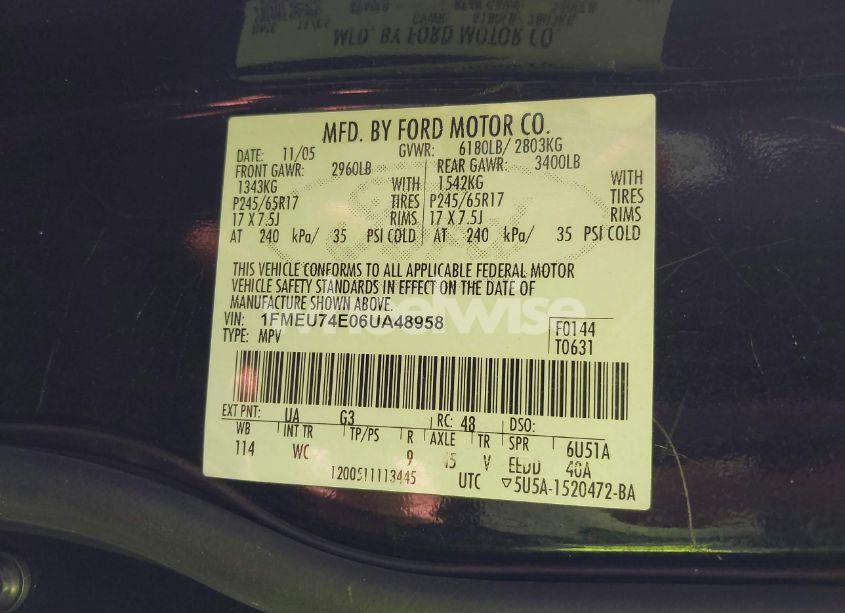 MFD. BY FORD MOTOR CO.
DATE: 11/05 GVWR: 6180LB/ 2803KG
FRONT GAWR: 2960LB REAR GAWR: 3400LB
1343KG WITH 1542KG WITH
P245/65R17 TIRES P245/65R17 TIRES
17 X 7.5J RIMS 17 X 7.5J RIMS
AT 240 kPa/ 35 PSI COLD AT 240 kPa/ 35 PSI COLD
THIS VEHICLE CONFORMS TO ALL APPLICABLE FEDERAL MOTOR
VEHICLE SAFETY STANDARDS IN EFFECT ON THE DATE OF
MANUFACTURE SHOWN ABOVE.
VIN: 1FMEU74E06UA48958 F0144
TYPE: MPV T0631
EXT PNT: UA G3 RC: 48 DSO:
WB INT TR TP/PS R AXLE TR SPR 6U51A
114 WC 9 45 V EEDD 40A
1200511113445 UTC ▽5U5A-1520472-BA
wheelwise